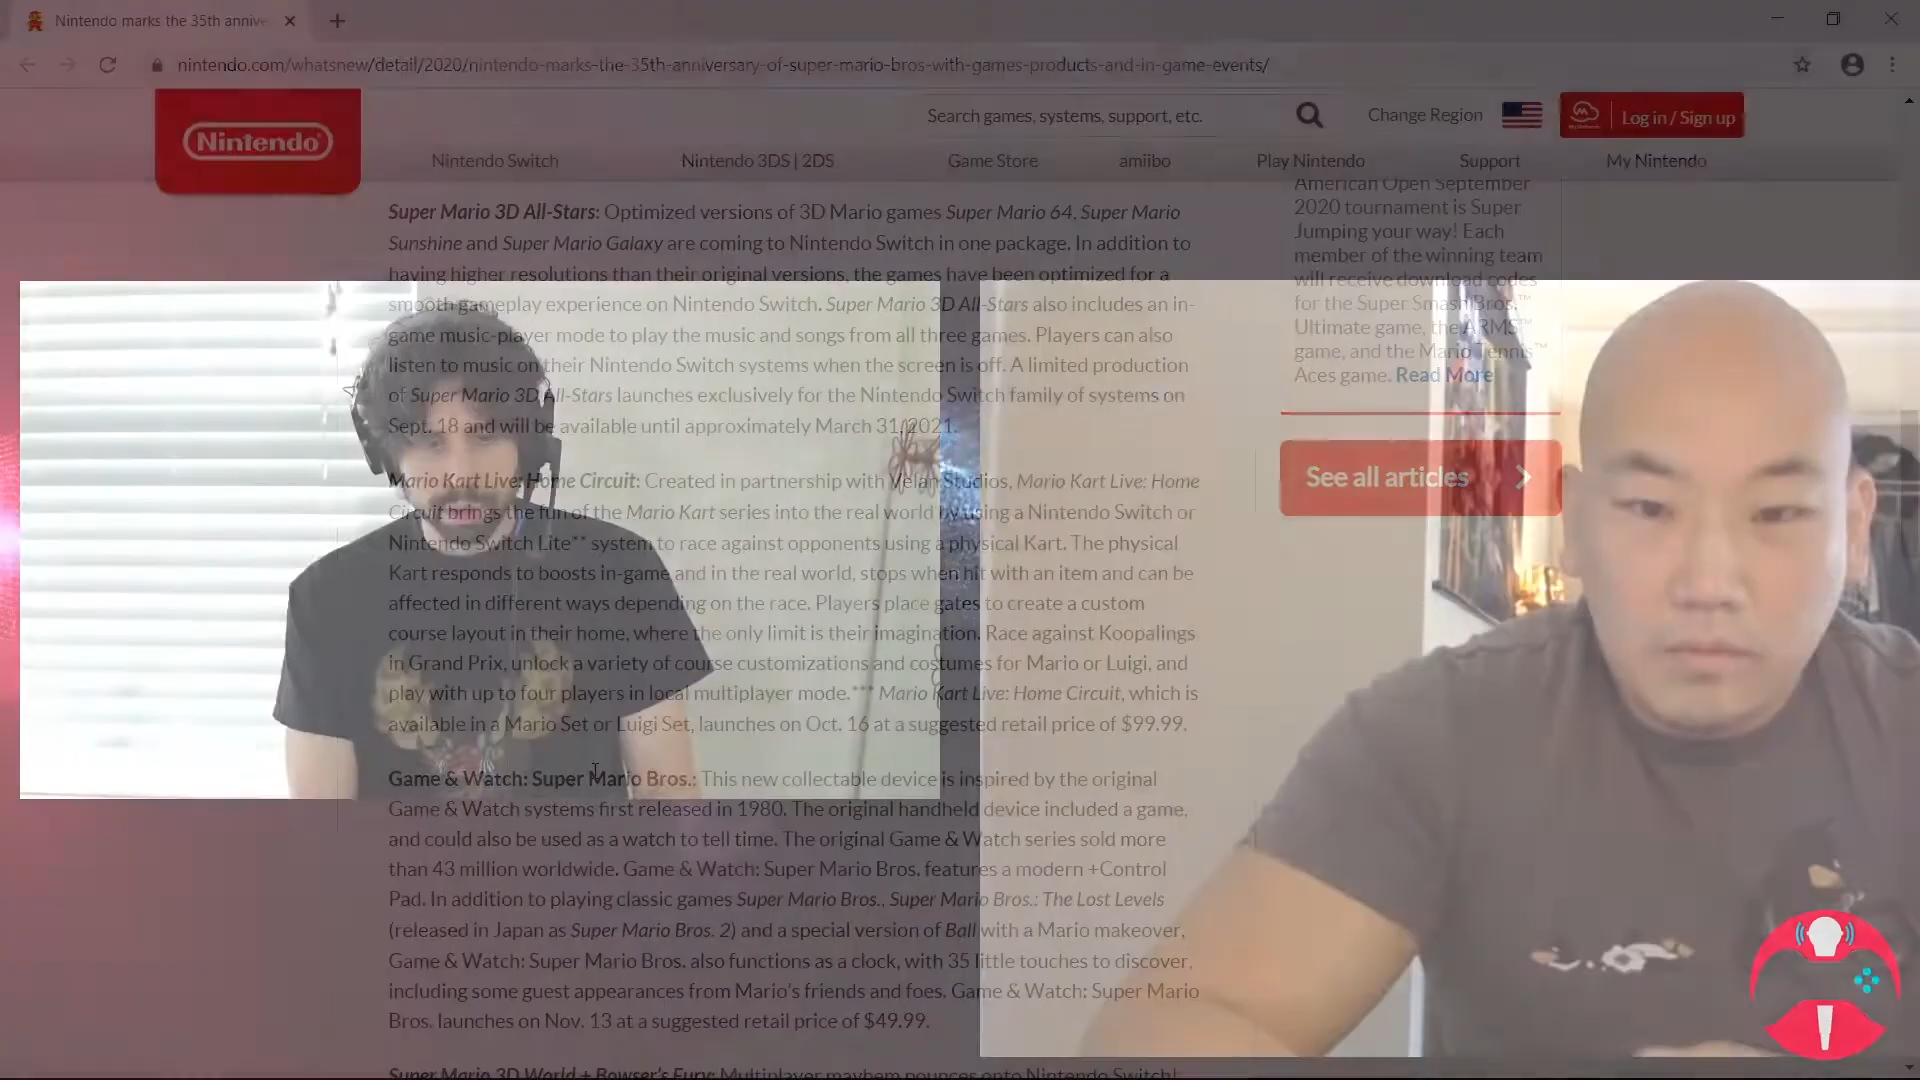 Nintendo marks the 35th annive
nintendo.com/whatsnew/detail/2020/nintendo-marks-the-35th-anniversary-of-super-mario-bros-with-games-products-and-in-game-events/
Nintendo
Search games, systems, support, etc.
Change Region
Log in / Sign up
Nintendo Switch
Nintendo 3DS | 2DS
Game Store
amiibo
Play Nintendo
Support
My Nintendo
Super Mario 3D All-Stars: Optimized versions of 3D Mario games Super Mario 64, Super Mario
Sunshine and Super Mario Galaxy are coming to Nintendo Switch in one package. In addition to
having higher resolutions than their original versions, the games have been optimized for a
smooth gameplay experience on Nintendo Switch. Super Mario 3D All-Stars also includes an in-
game music-player mode to play the music and songs from all three games. Players can also
listen to music on their Nintendo Switch systems when the screen is off. A limited production
of Super Mario 3D All-Stars launches exclusively for the Nintendo Switch family of systems on
Sept. 18 and will be available until approximately March 31, 2021.
Mario Kart Live: Home Circuit: Created in partnership with Velan Studios, Mario Kart Live: Home
Circuit brings the fun of the Mario Kart series into the real world by using a Nintendo Switch or
Nintendo Switch Lite** system to race against opponents using a physical Kart. The physical
Kart responds to boosts in-game and in the real world, stops when hit with an item and can be
affected in different ways depending on the race. Players place gates to create a custom
course layout in their home, where the only limit is their imagination. Race against Koopalings
in Grand Prix, unlock a variety of course customizations and costumes for Mario or Luigi, and
play with up to four players in local multiplayer mode.*** Mario Kart Live: Home Circuit, which is
available in a Mario Set or Luigi Set, launches on Oct. 16 at a suggested retail price of $99.99.
Game & Watch: Super Mario Bros.: This new collectable device is inspired by the original
Game & Watch systems first released in 1980. The original handheld device included a game,
and could also be used as a watch to tell time. The original Game & Watch series sold more
than 43 million worldwide. Game & Watch: Super Mario Bros. features a modern +Control
Pad. In addition to playing classic games Super Mario Bros., Super Mario Bros.: The Lost Levels
(released in Japan as Super Mario Bros. 2) and a special version of Ball with a Mario makeover,
Game & Watch: Super Mario Bros. also functions as a clock, with 35 little touches to discover,
including some guest appearances from Mario's friends and foes. Game & Watch: Super Mario
Bros. launches on Nov. 13 at a suggested retail price of $49.99.
Super Mario 3D World + Bowser's Fury: Multiplayer mayhem pounces onto Nintendo Switch!
American Open September
2020 tournament is Super
Jumping your way! Each
member of the winning team
will receive download codes
for the Super Smash Bros.™
Ultimate game, the ARMS™
game, and the Mario Tennis™
Aces game. Read More
See all articles